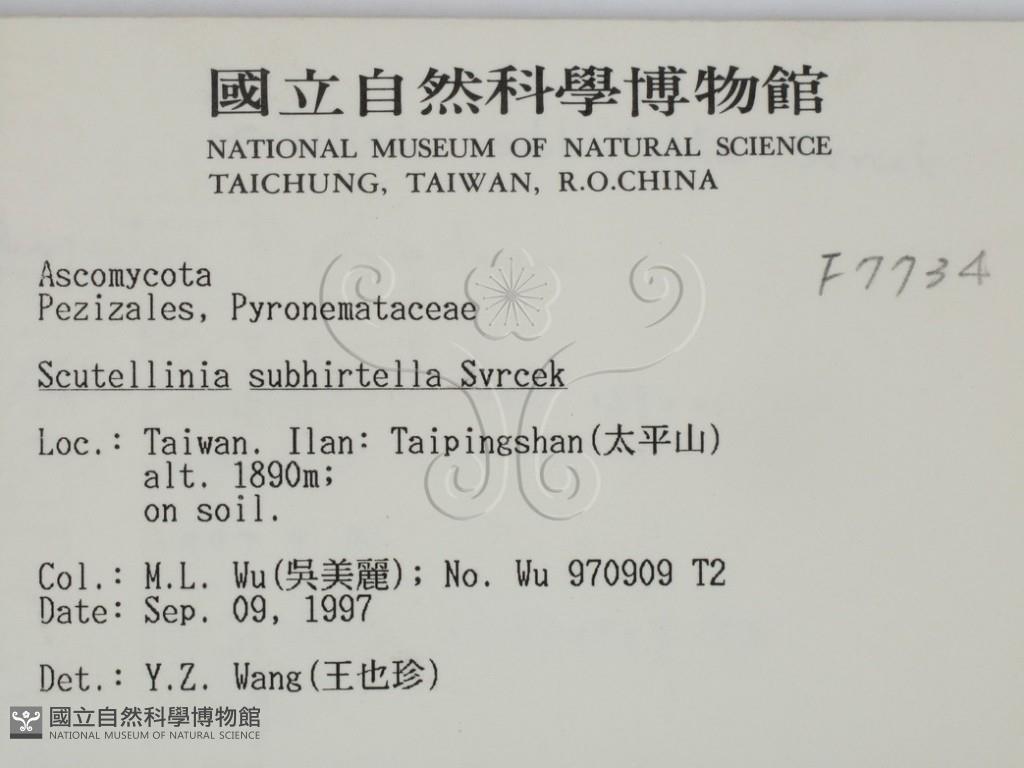 國立自然科學博物館
NATIONAL MUSEUM OF NATURAL SCIENCE
TAICHUNG, TAIWAN, R.O.CHINA
F7734
Ascomycota
Pezizales, Pyronemataceae
Scutellinia subhirtella Svrcek
Loc.: Taiwan. Ilan: Taipingshan(太平山)
alt. 1890m;
on soil.
Col.: M.L. Wu(吳美麗); No. Wu 970909 T2
Date: Sep. 09, 1997
Det.: Y.Z. Wang(王也珍)
國立自然科學博物館
NATIONAL MUSEUM OF NATURAL SCIENCE